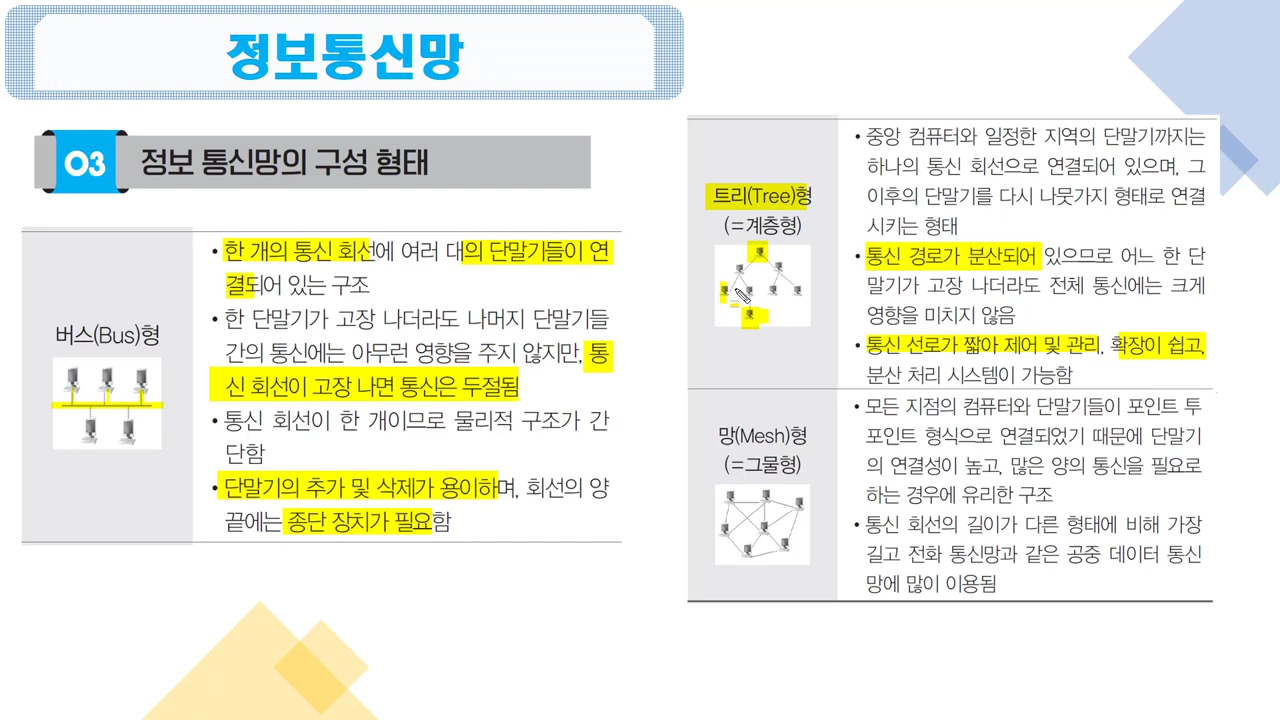 정보통신망
03 정보 통신망의 구성 형태
버스(Bus)형
• 한 개의 통신 회선에 여러 대의 단말기들이 연
결되어 있는 구조
• 한 단말기가 고장 나더라도 나머지 단말기들
간의 통신에는 아무런 영향을 주지 않지만, 통
신 회선이 고장 나면 통신은 두절됨
• 통신 회선이 한 개이므로 물리적 구조가 간
단함
• 단말기의 추가 및 삭제가 용이하며, 회선의 양
끝에는 종단 장치가 필요함
트리(Tree)형
(=계층형)
• 중앙 컴퓨터와 일정한 지역의 단말기까지는
하나의 통신 회선으로 연결되어 있으며, 그
이후의 단말기를 다시 나뭇가지 형태로 연결
시키는 형태
• 통신 경로가 분산되어 있으므로 어느 한 단
말기가 고장 나더라도 전체 통신에는 크게
영향을 미치지 않음
• 통신 선로가 짧아 제어 및 관리, 확장이 쉽고,
분산 처리 시스템이 가능함
망(Mesh)형
(=그물형)
• 모든 지점의 컴퓨터와 단말기들이 포인트 투
포인트 형식으로 연결되었기 때문에 단말기
의 연결성이 높고, 많은 양의 통신을 필요로
하는 경우에 유리한 구조
• 통신 회선의 길이가 다른 형태에 비해 가장
길고 전화 통신망과 같은 공중 데이터 통신
망에 많이 이용됨